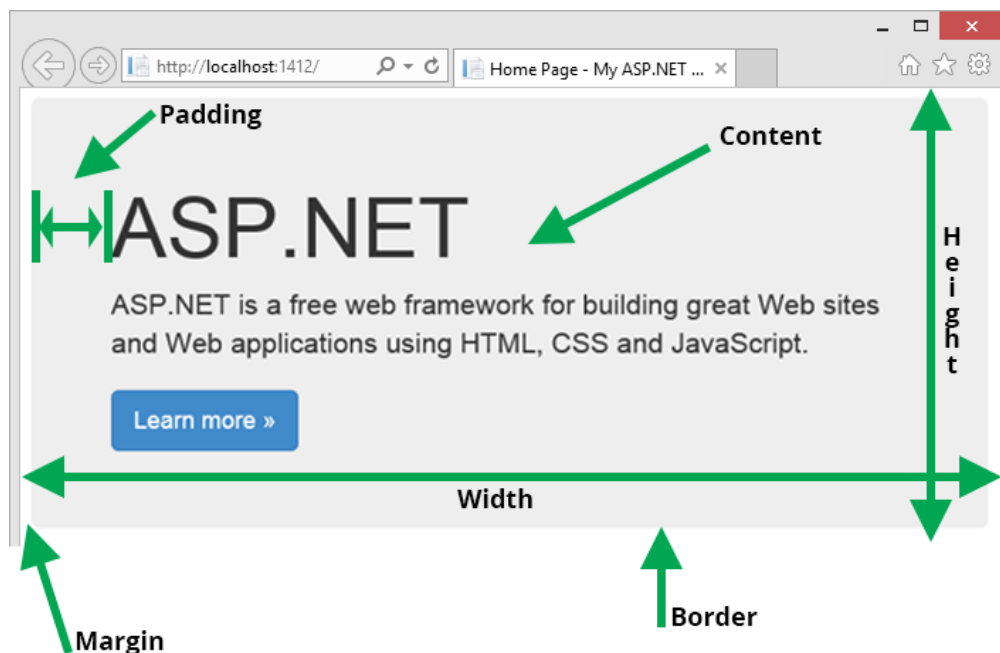 http://localhost:1412/
Home Page - My ASP.NET ...
Padding
Content
ASP.NET
Height
ASP.NET is a free web framework for building great Web sites
and Web applications using HTML, CSS and JavaScript.
Learn more »
Width
Border
Margin